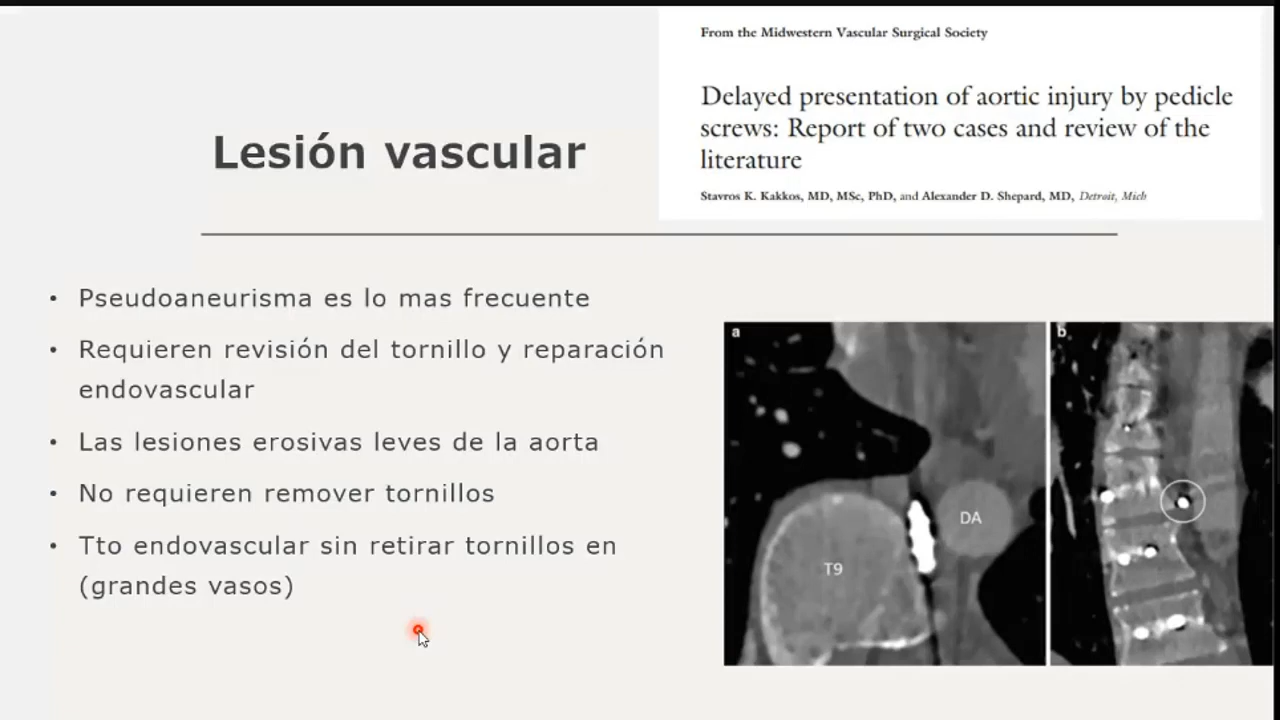 From the Midwestern Vascular Surgical Society
Delayed presentation of aortic injury by pedicle
screws: Report of two cases and review of the
literature
Stavros K. Kakkos, MD, MSc, PhD, and Alexander D. Shepard, MD, Detroit, Mich
Lesión vascular
• Pseudoaneurisma es lo mas frecuente
• Requieren revisión del tornillo y reparación
endovascular
• Las lesiones erosivas leves de la aorta
• No requieren remover tornillos
• Tto endovascular sin retirar tornillos en
(grandes vasos)
a
DA
T9
b